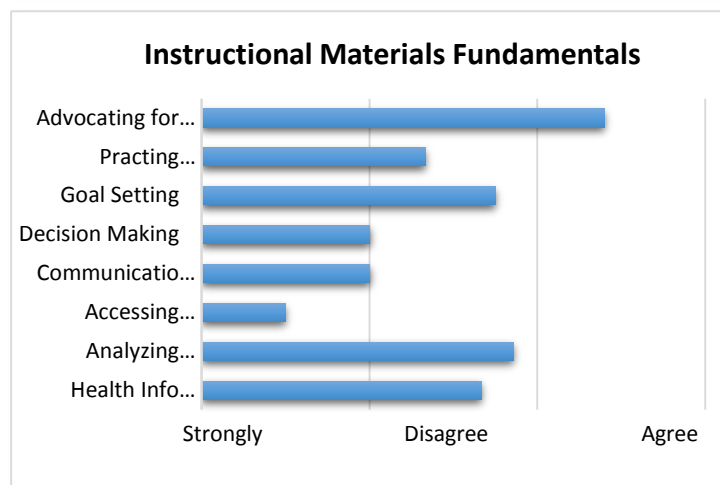 Instructional Materials Fundamentals
Advocating for...
Practing...
Goal Setting
Decision Making
Communicatio...
Accessing...
Analyzing...
Health Info...
Strongly Disagree Agree